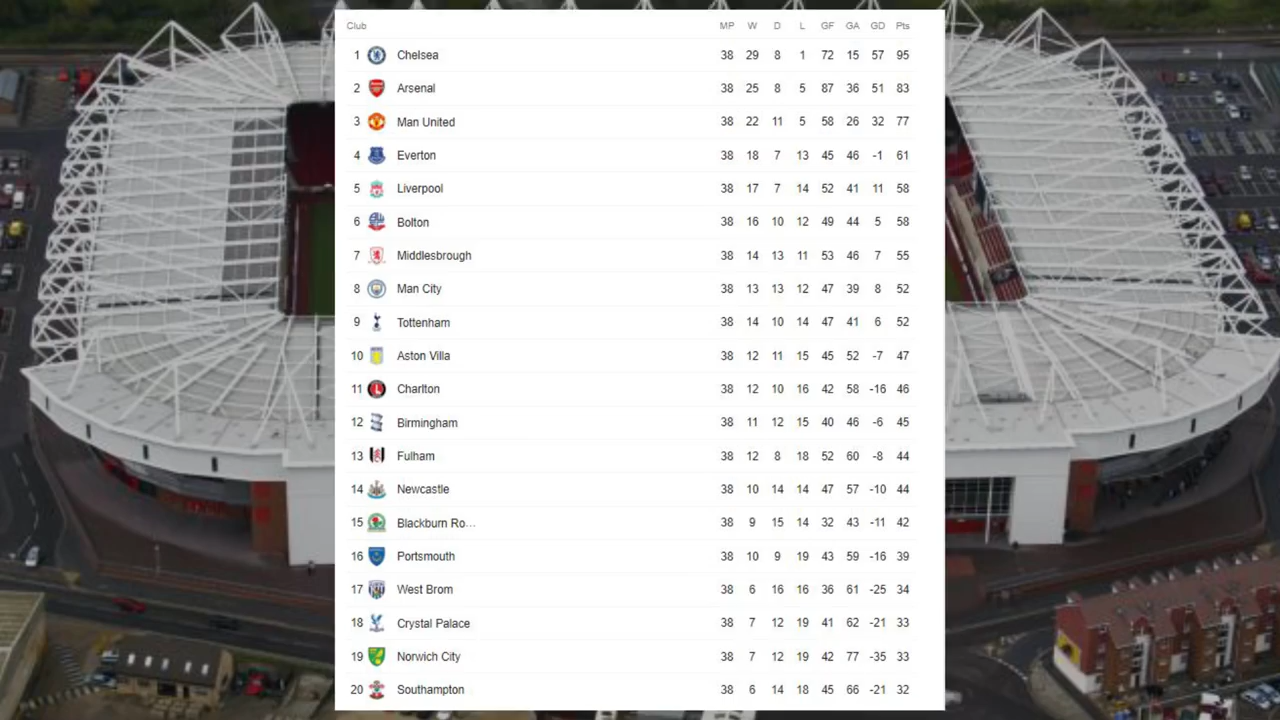 Club MP W D L GF GA GD Pts
1 Chelsea 38 29 8 1 72 15 57 95
2 Arsenal 38 25 8 5 87 36 51 83
3 Man United 38 22 11 5 58 26 32 77
4 Everton 38 18 7 13 45 46 -1 61
5 Liverpool 38 17 7 14 52 41 11 58
6 Bolton 38 16 10 12 49 44 5 58
7 Middlesbrough 38 14 13 11 53 46 7 55
8 Man City 38 13 13 12 47 39 8 52
9 Tottenham 38 14 10 14 47 41 6 52
10 Aston Villa 38 12 11 15 45 52 -7 47
11 Charlton 38 12 10 16 42 58 -16 46
12 Birmingham 38 11 12 15 40 46 -6 45
13 Fulham 38 12 8 18 52 60 -8 44
14 Newcastle 38 10 14 14 47 57 -10 44
15 Blackburn Ro... 38 9 15 14 32 43 -11 42
16 Portsmouth 38 10 9 19 43 59 -16 39
17 West Brom 38 6 16 16 36 61 -25 34
18 Crystal Palace 38 7 12 19 41 62 -21 33
19 Norwich City 38 7 12 19 42 77 -35 33
20 Southampton 38 6 14 18 45 66 -21 32